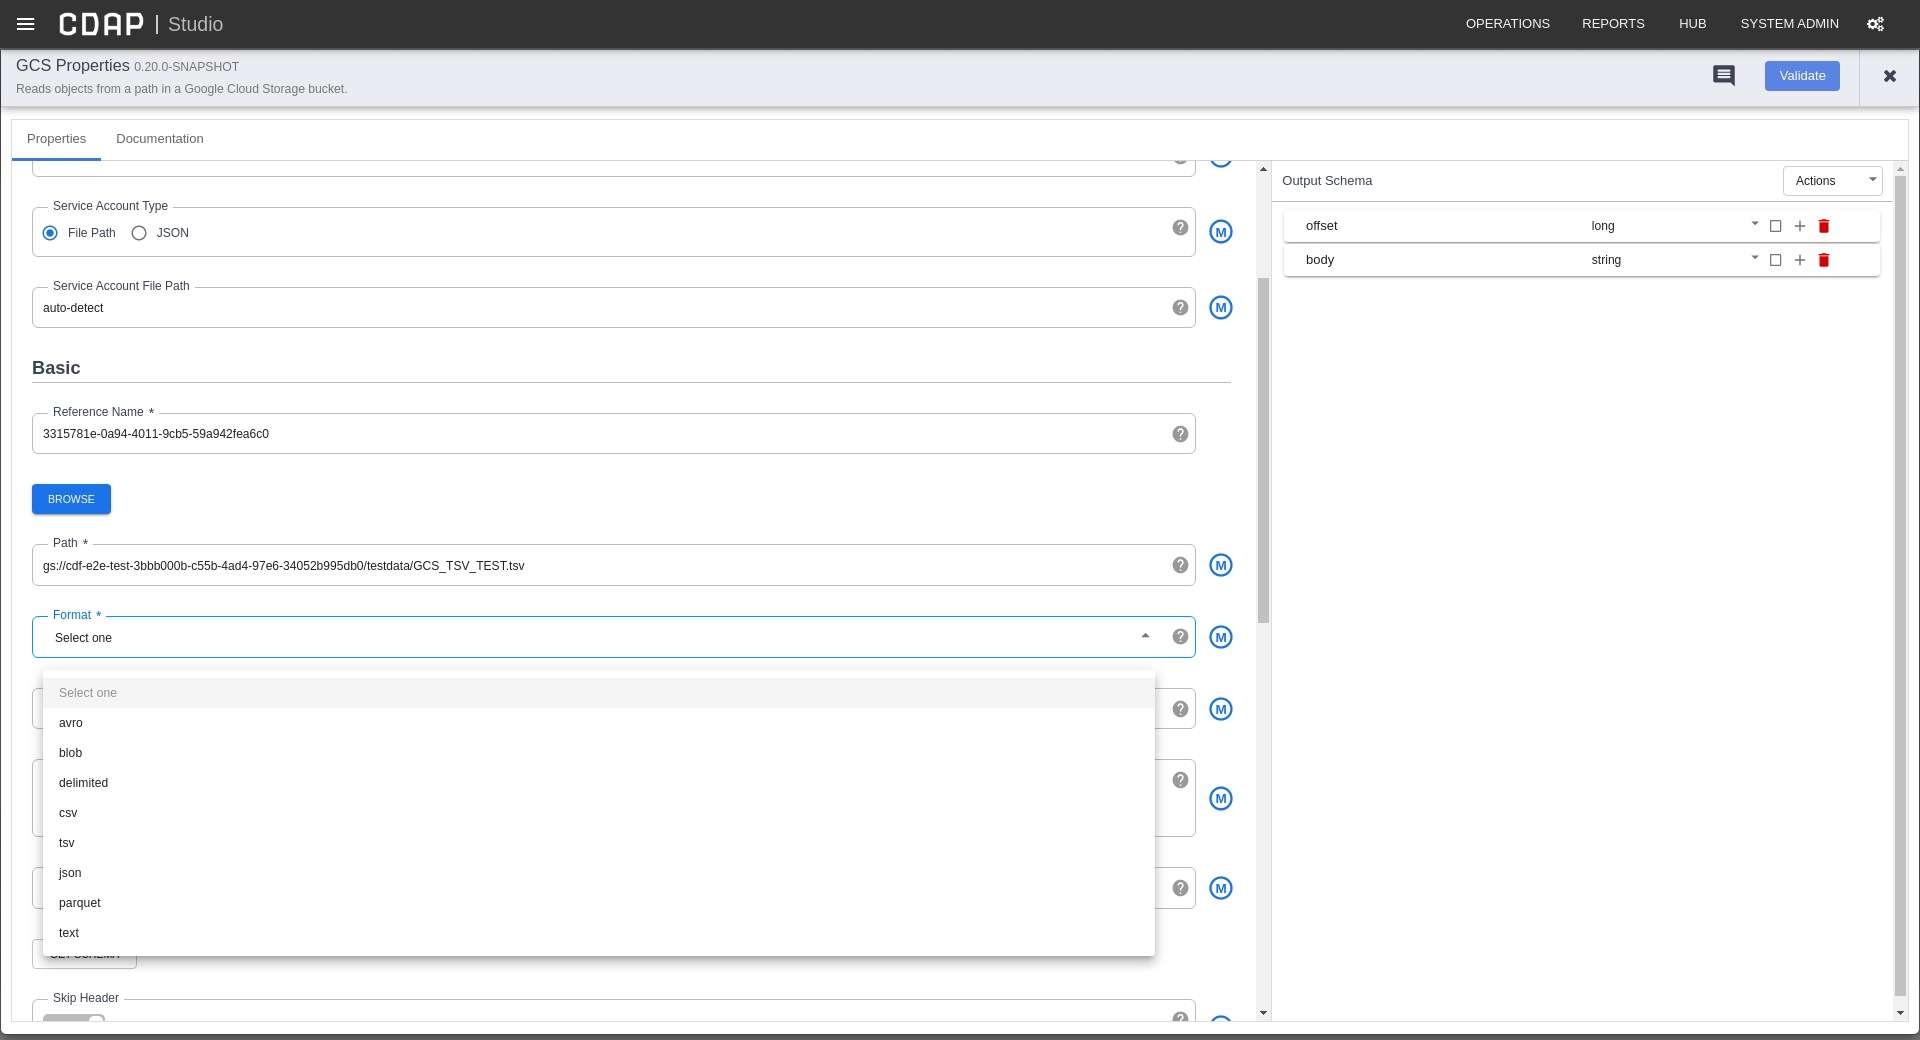 CDAP | Studio
OPERATIONS REPORTS HUB SYSTEM ADMIN
GCS Properties 0.20.0-SNAPSHOT
Reads objects from a path in a Google Cloud Storage bucket.
Validate
Properties Documentation
Output Schema
Actions
Service Account Type
File Path JSON
M
offset long
body string
Service Account File Path
auto-detect
M
Basic
Reference Name *
3315781e-0a94-4011-9cb5-59a942fea6c0
BROWSE
Path *
gs://cdf-e2e-test-3bbb000b-c55b-4ad4-97e6-34052b995db0/testdata/GCS_TSV_TEST.tsv
M
Format *
Select one
M
Select one
avro
M
blob
delimited
M
csv
tsv
json
M
parquet
text
GET SCHEMA
Skip Header